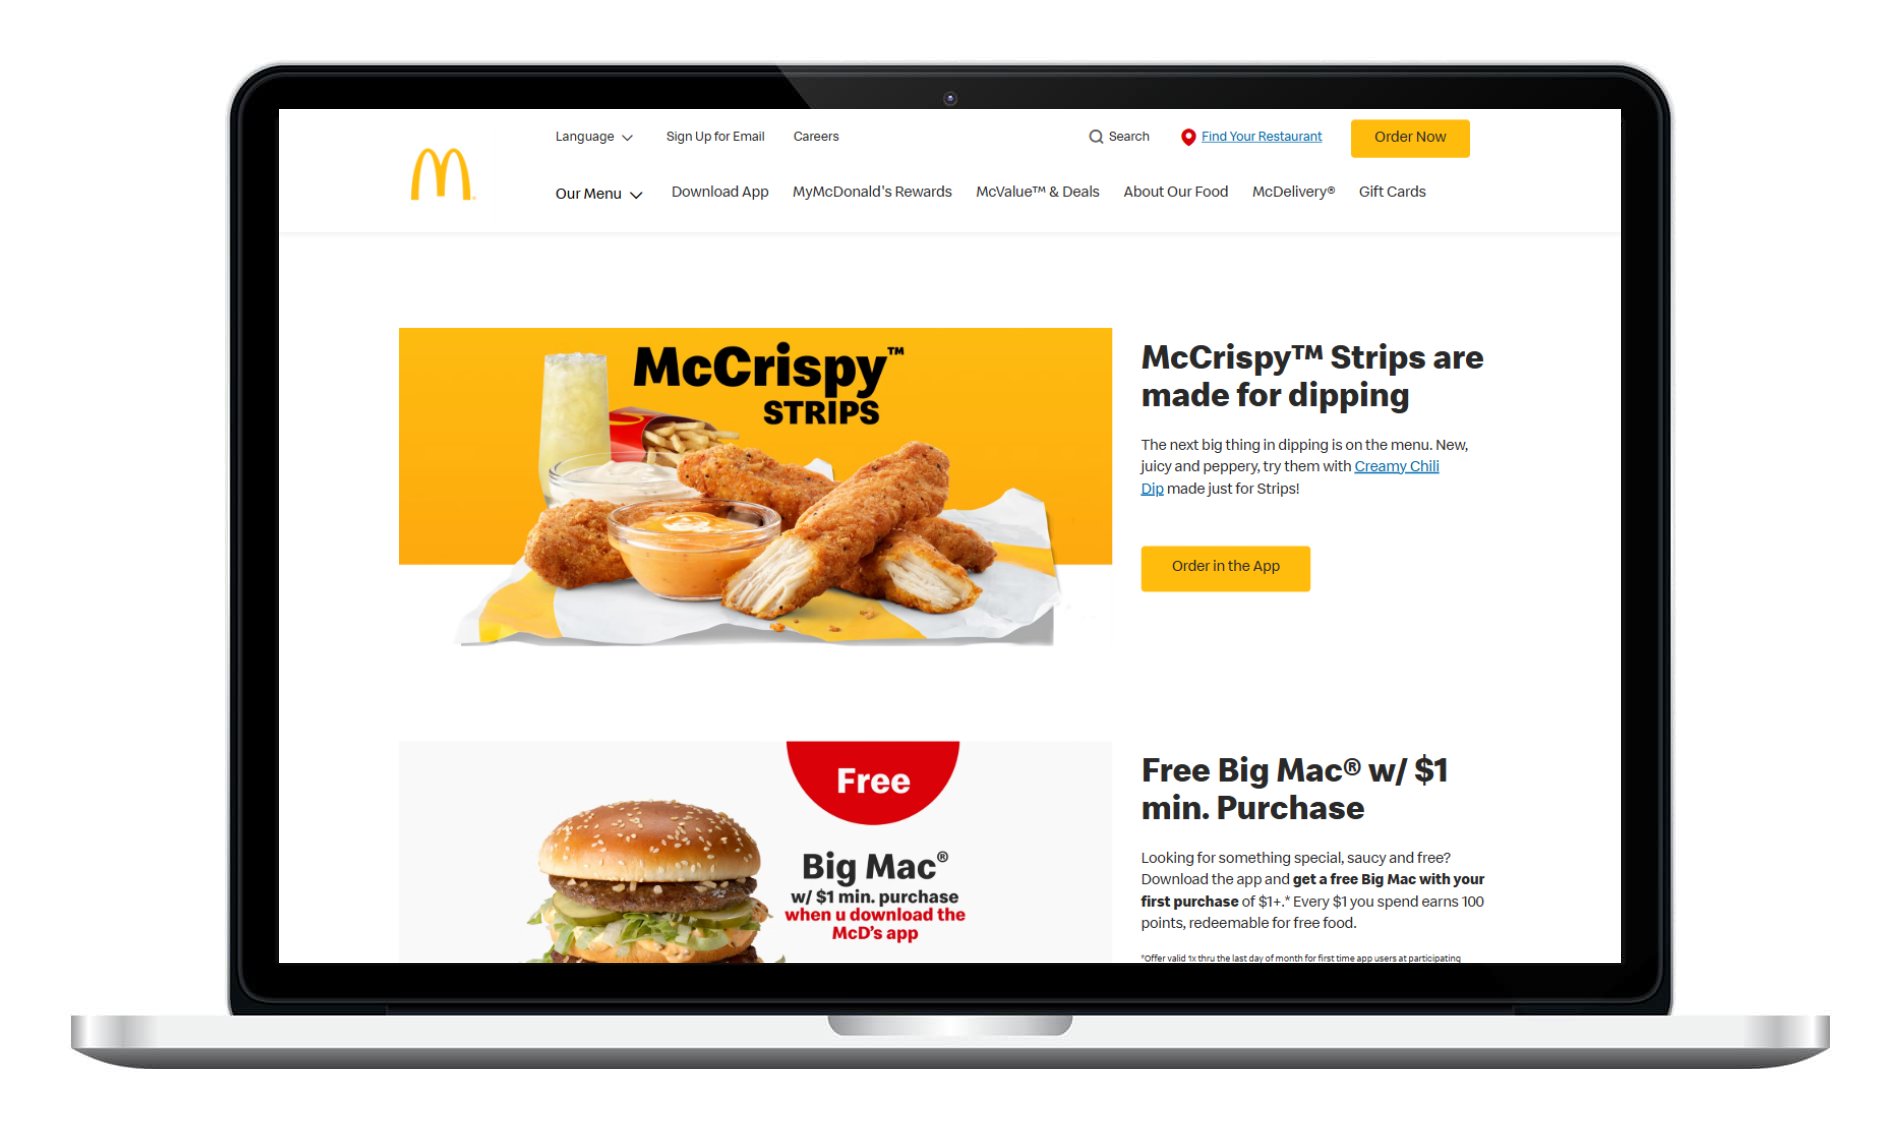 Language
Sign Up for Email
Careers
Search
Find Your Restaurant
Order Now
Our Menu
Download App
MyMcDonald's Rewards
McValue™ & Deals
About Our Food
McDelivery®
Gift Cards
McCrispy™
STRIPS
McCrispy™ Strips are
made for dipping
The next big thing in dipping is on the menu. New,
juicy and peppery, try them with Creamy Chili
Dip made just for Strips!
Order in the App
Free
Big Mac®
w/ $1 min. purchase
when u download the
McD's app
Free Big Mac® w/ $1
min. Purchase
Looking for something special, saucy and free?
Download the app and get a free Big Mac with your
first purchase of $1+.* Every $1 you spend earns 100
points, redeemable for free food.
*Offer valid 1x thru the last day of month for first time app users at participating